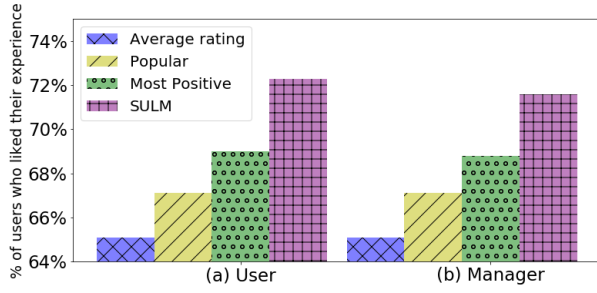 % of users who liked their experience
74%
72%
70%
68%
66%
64%
Average rating
Popular
Most Positive
SULM
(a) User
(b) Manager